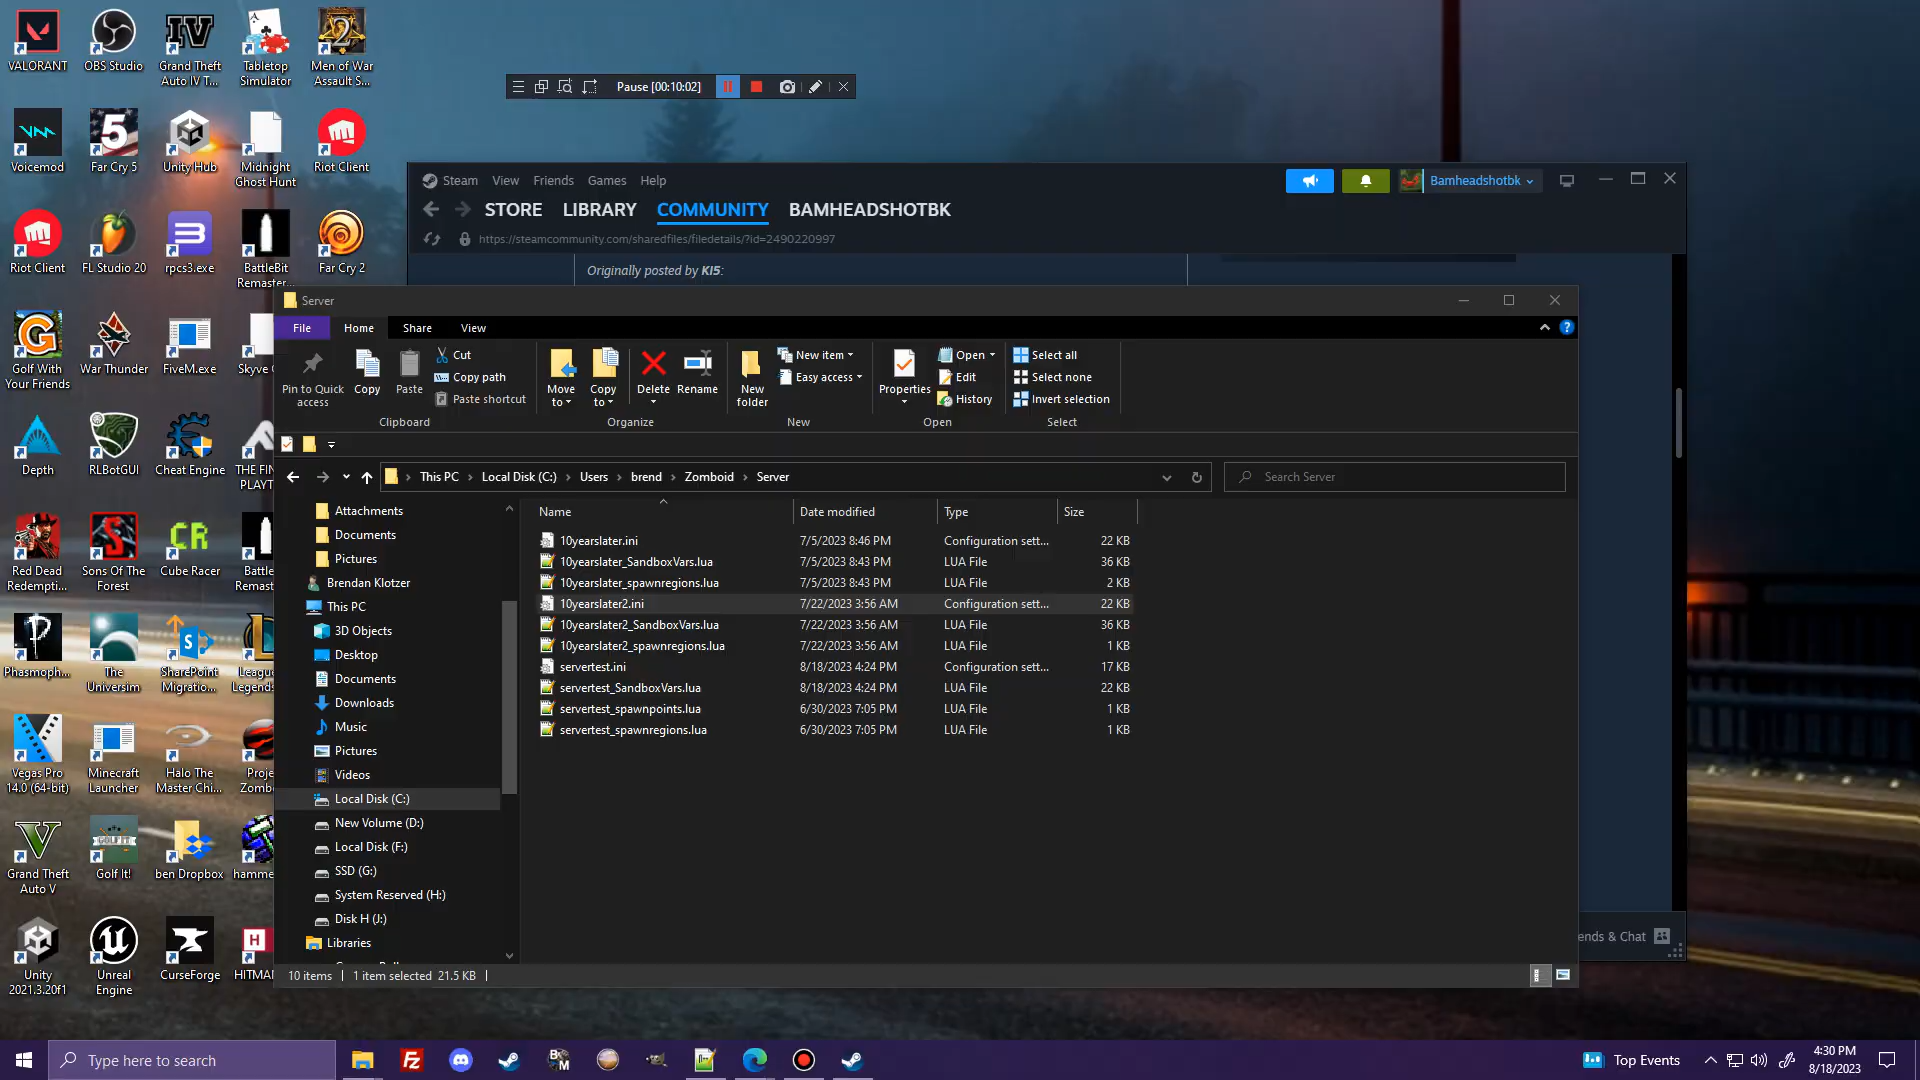 VALORANT
OBS Studio
Grand Theft
Auto IV T...
Tabletop
Simulator
Men of War
Assault S...
Voicemod
Far Cry 5
Unity Hub
Midnight
Ghost Hunt
Riot Client
Riot Client
FL Studio 20
rpcs3.exe
BattleBit
Remaster...
Far Cry 2
Golf With
Your Friends
War Thunder
FiveM.exe
Skyve
Depth
RLBotGUI
Cheat Engine
THE FIN
PLAYT
Red Dead
Redempti...
Sons Of The
Forest
Cube Racer
Battle
Remast
Phasmoph...
The
Universim
SharePoint
Migratio...
League
Legends
Vegas Pro
14.0 (64-bit)
Minecraft
Launcher
Halo The
Master Chi...
Proje
Zombo
Grand Theft
Auto V
Golf It!
ben Dropbox
hamme
Unity
2021.3.20f1
Unreal
Engine
CurseForge
HITMAN
Pause [00:10:02]
Steam View Friends Games Help
Bamheadshotbk
STORE LIBRARY COMMUNITY BAMHEADSHOTBK
https://steamcommunity.com/sharedfiles/filedetails/?id=2490220997
Originally posted by KI5:
Server
File Home Share View
Pin to Quick
access
Copy
Paste
Cut
Copy path
Paste shortcut
Move
to
Copy
to
Delete
Rename
New
folder
New item
Easy access
Properties
Open
Edit
History
Select all
Select none
Invert selection
Clipboard Organize New Open Select
This PC > Local Disk (C:) > Users > brend > Zomboid > Server
Search Server
Attachments
Documents
Pictures
Brendan Klotzer
This PC
3D Objects
Desktop
Documents
Downloads
Music
Pictures
Videos
Local Disk (C:)
New Volume (D:)
Local Disk (F:)
SSD (G:)
System Reserved (H:)
Disk H (J:)
Libraries
Name Date modified Type Size
10yearslater.ini 7/5/2023 8:46 PM Configuration sett... 22 KB
10yearslater_SandboxVars.lua 7/5/2023 8:43 PM LUA File 36 KB
10yearslater_spawnregions.lua 7/5/2023 8:43 PM LUA File 2 KB
10yearslater2.ini 7/22/2023 3:56 AM Configuration sett... 22 KB
10yearslater2_SandboxVars.lua 7/22/2023 3:56 AM LUA File 36 KB
10yearslater2_spawnregions.lua 7/22/2023 3:56 AM LUA File 1 KB
servertest.ini 8/18/2023 4:24 PM Configuration sett... 17 KB
servertest_SandboxVars.lua 8/18/2023 4:24 PM LUA File 22 KB
servertest_spawnpoints.lua 6/30/2023 7:05 PM LUA File 1 KB
servertest_spawnregions.lua 6/30/2023 7:05 PM LUA File 1 KB
ends & Chat
10 items 1 item selected 21.5 KB
Type here to search
Top Events
4:30 PM
8/18/2023